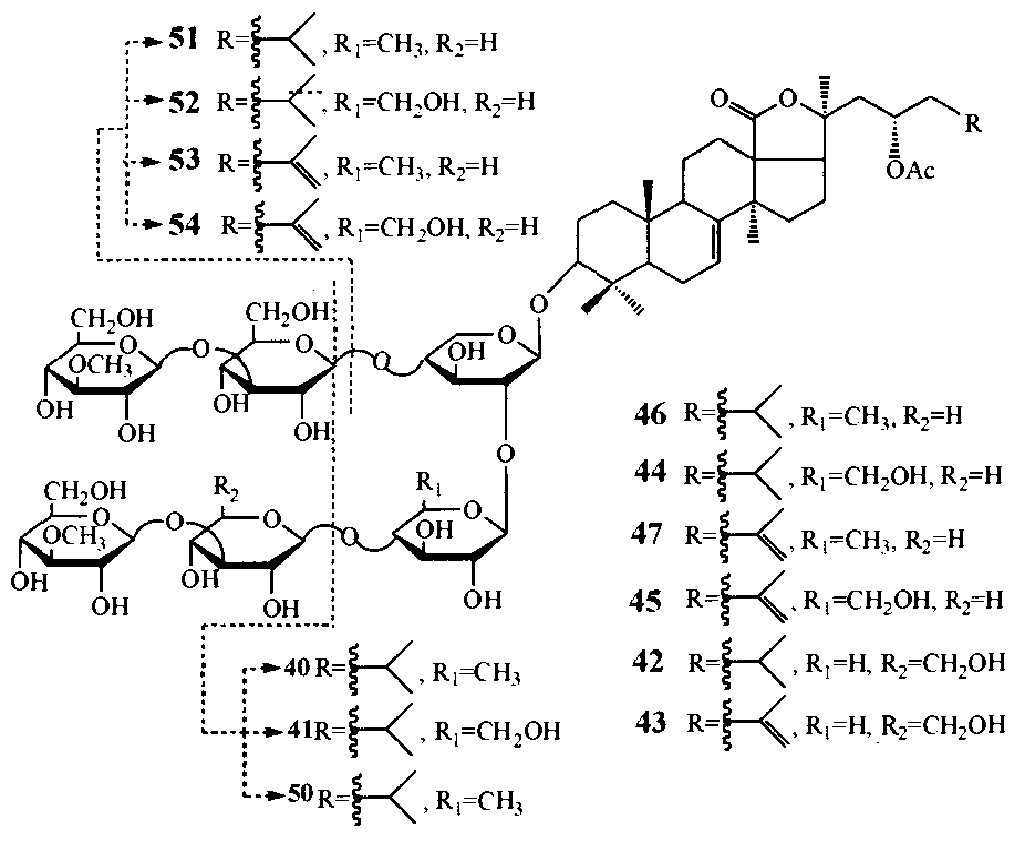 51 R= , R₁=CH₃, R₂=H
52 R= , R₁=CH₂OH, R₂=H
53 R= , R₁=CH₃, R₂=H
54 R= , R₁=CH₂OH, R₂=H
O O
R
OAc
O
CH₂OH O O OCH₃ OH OH
CH₂OH O O OH OH
O OH
O
46 R= , R₁=CH₃, R₂=H
44 R= , R₁=CH₂OH, R₂=H
47 R= , R₁=CH₃, R₂=H
45 R= , R₁=CH₂OH, R₂=H
42 R= , R₁=H, R₂=CH₂OH
43 R= , R₁=H, R₂=CH₂OH
CH₂OH O O OCH₃ OH OH
R₂ O O OH OH
R₁ O OH OH
40 R= , R₁=CH₃
41 R= , R₁=CH₂OH
50 R= , R₁=CH₃